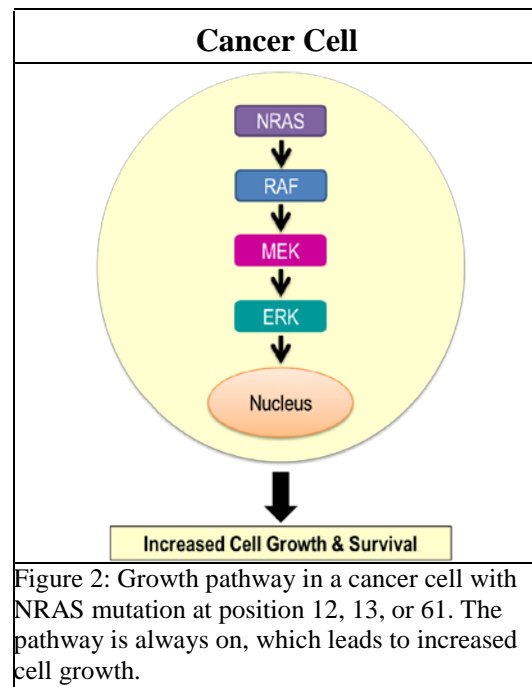 Cancer Cell
NRAS
RAF
MEK
ERK
Nucleus
Increased Cell Growth & Survival
Figure 2: Growth pathway in a cancer cell with
NRAS mutation at position 12, 13, or 61. The
pathway is always on, which leads to increased
cell growth.